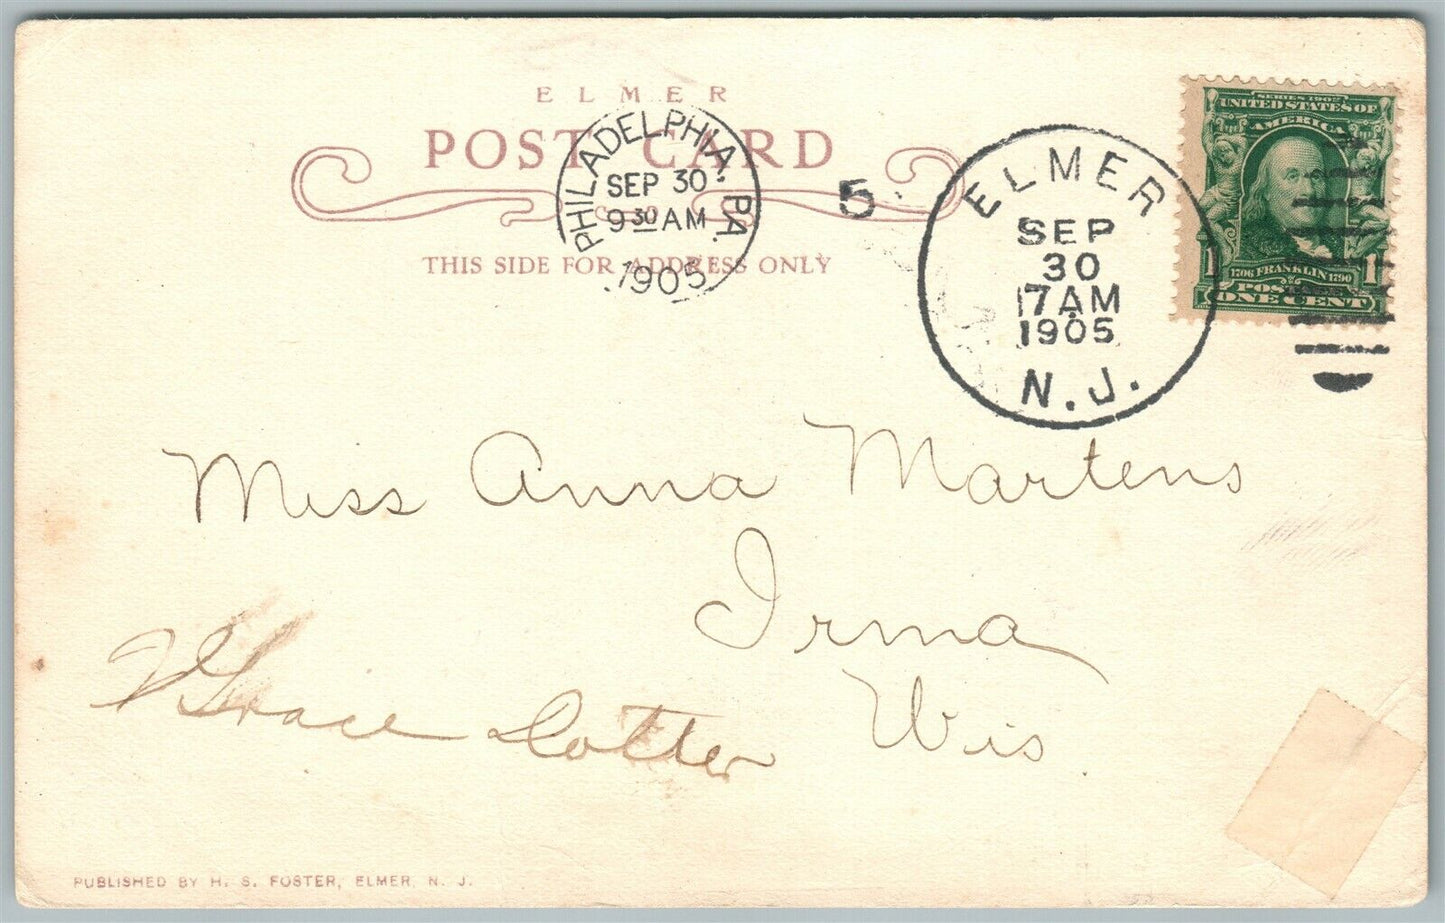 ELMER
POST CARD
THIS SIDE FOR ADDRESS ONLY
PHILADELPHIA, PA.
SEP 30
9 30 AM
1905
5
ELMER
SEP
30
7 AM
1905
N.J.
SERIES 1902
UNITED STATES OF
AMERICA
1706 FRANKLIN 1790
1 1
POSTAGE
ONE CENT
Miss Anna Martens
Irma
Wis
Grace Cotter
PUBLISHED BY H. S. FOSTER, ELMER, N. J.